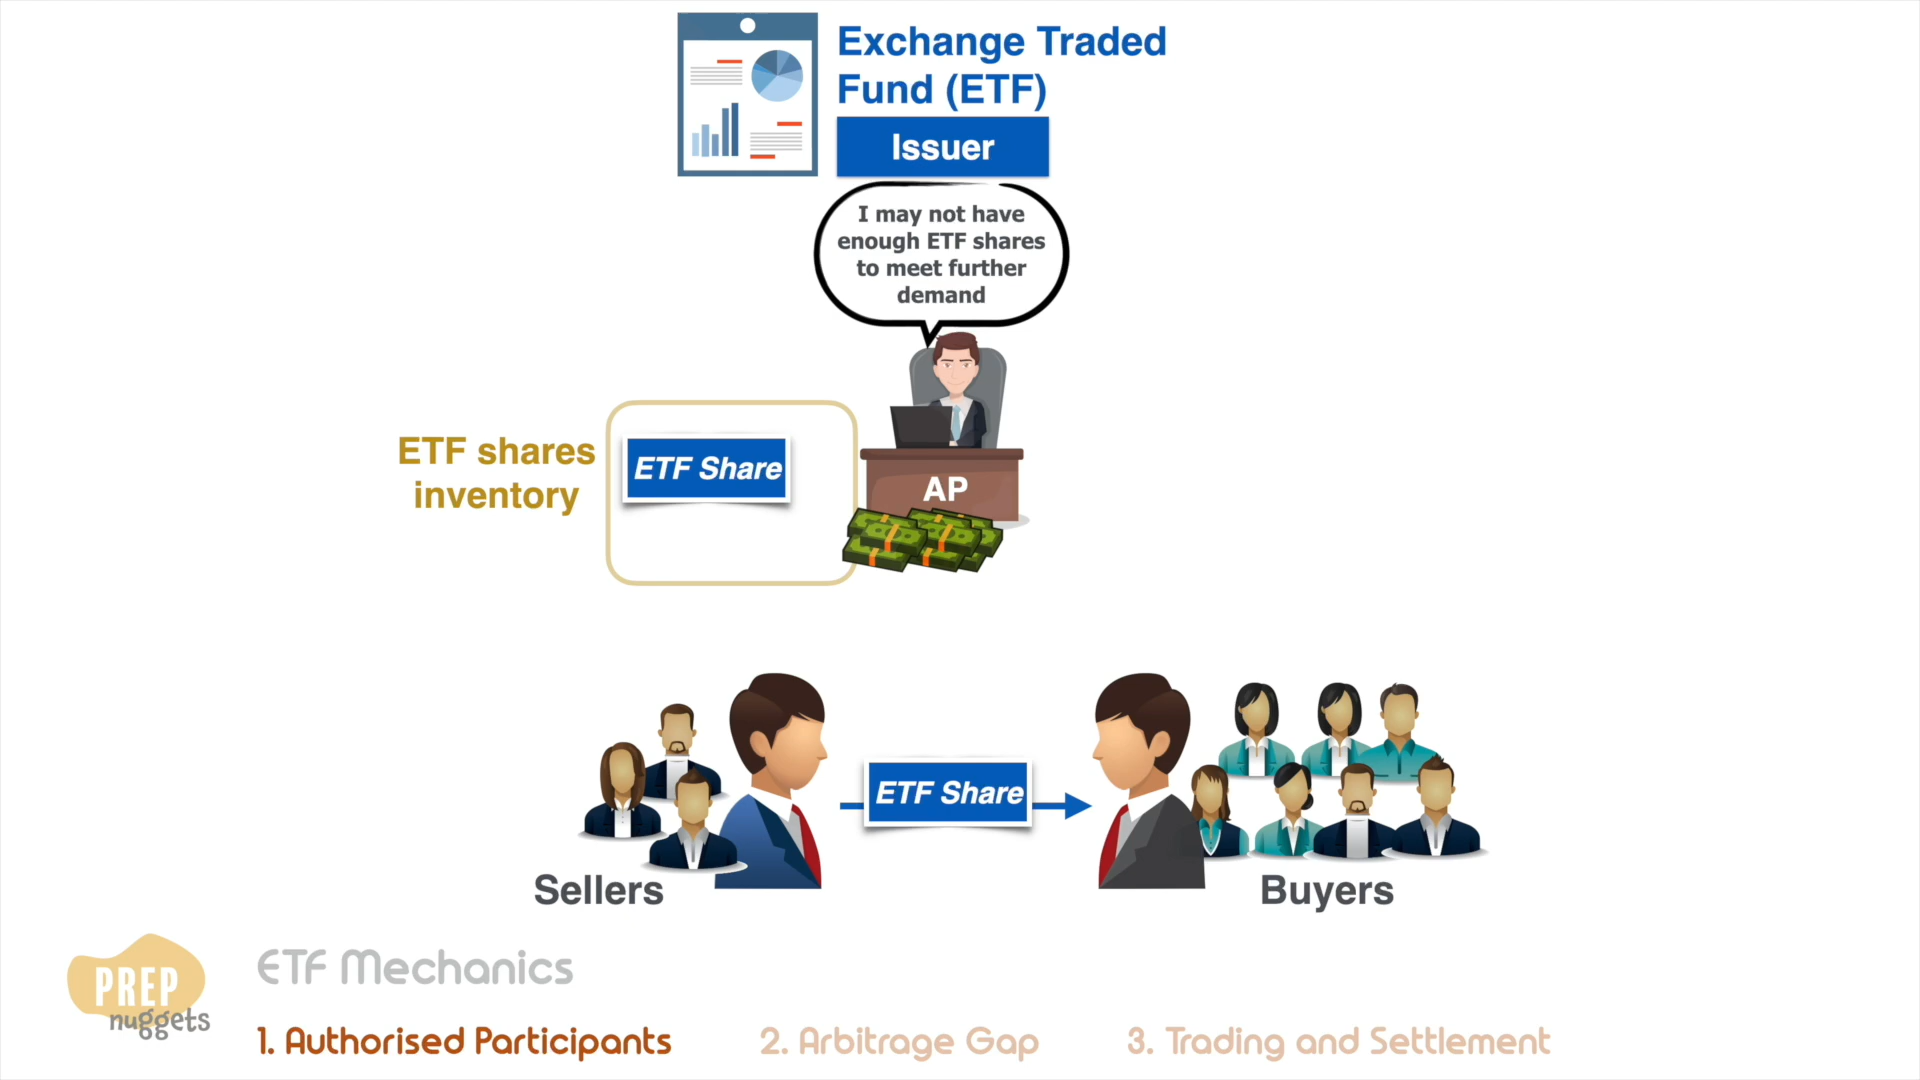 Exchange Traded
Fund (ETF)
Issuer
I may not have
enough ETF shares
to meet further
demand
ETF shares
inventory
ETF Share
AP
ETF Share
Sellers
Buyers
PREP
nuggets
ETF Mechanics
1. Authorised Participants
2. Arbitrage Gap
3. Trading and Settlement